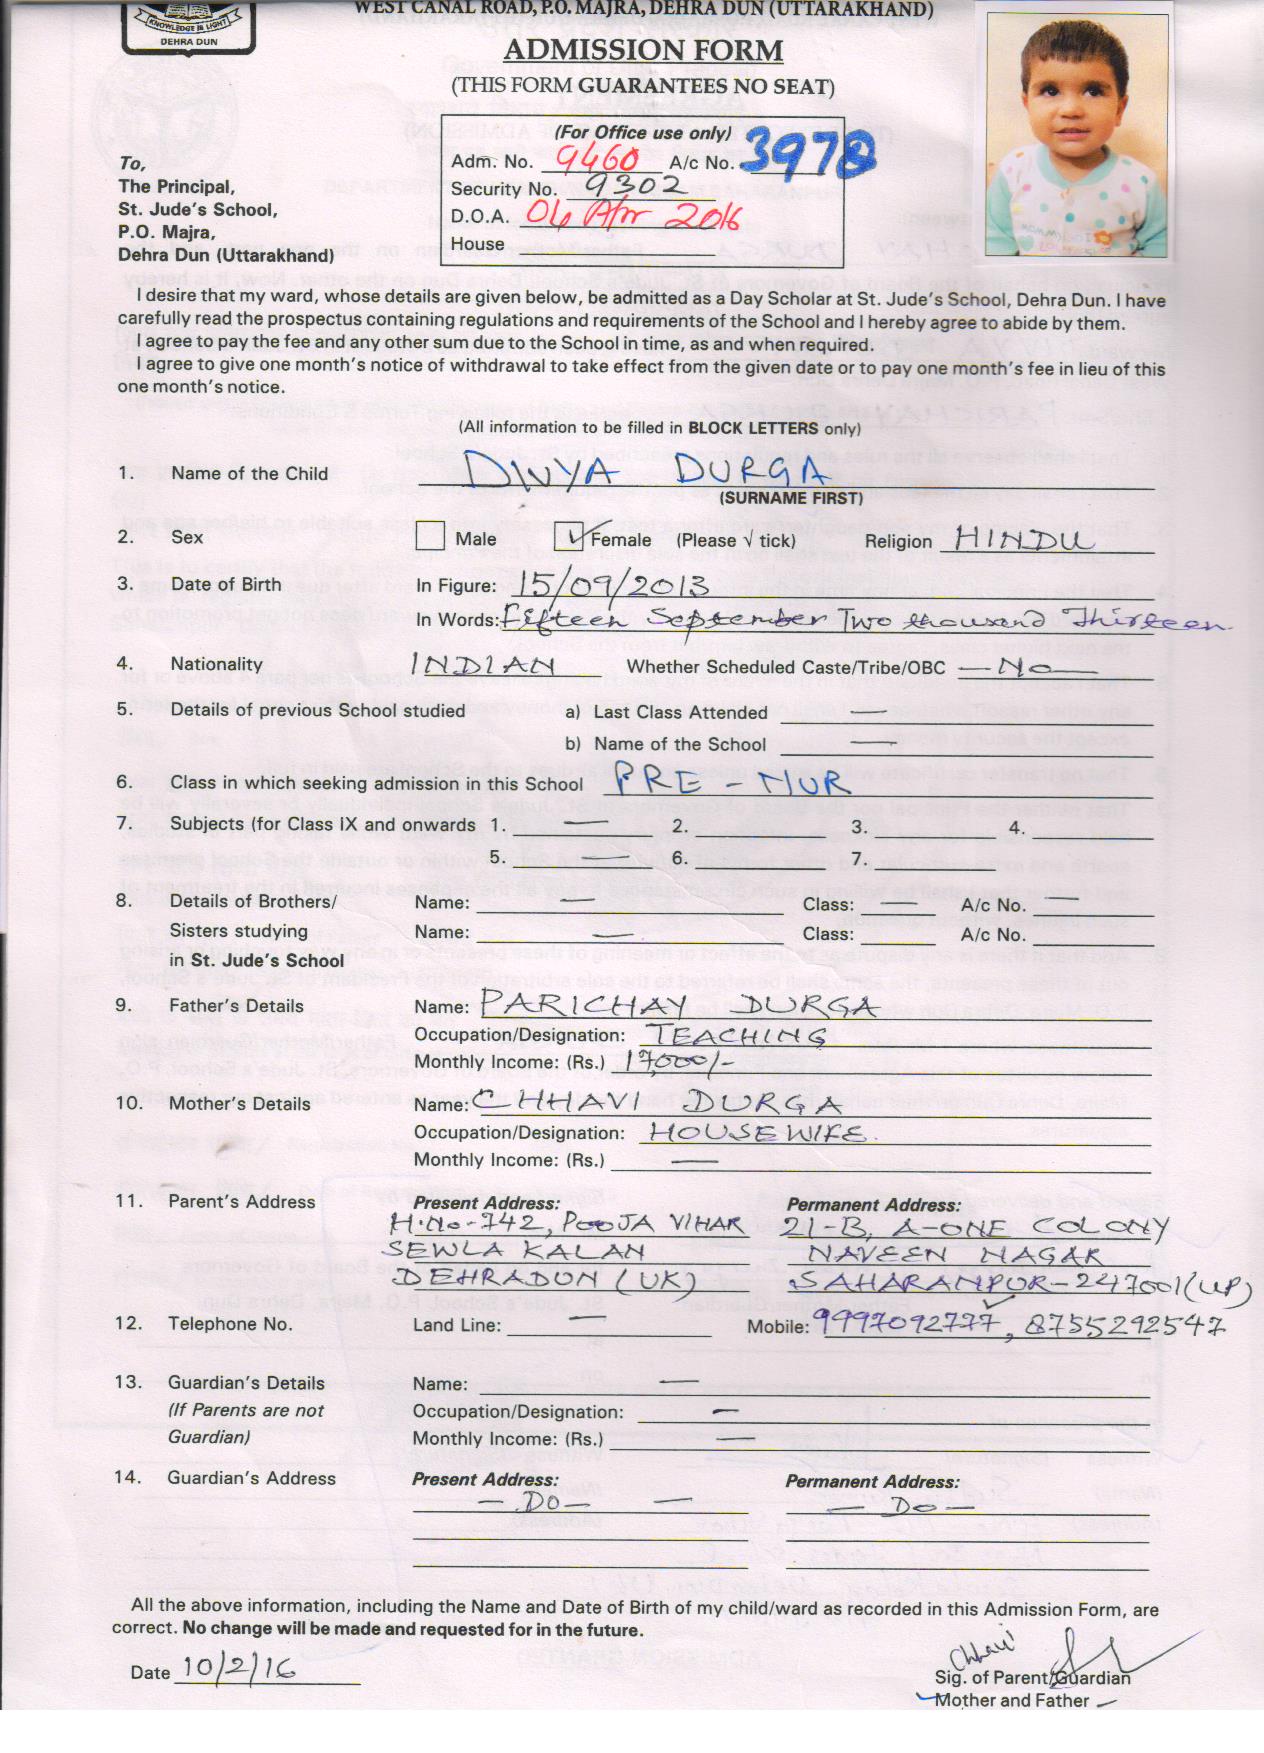 KNOWLEDGE IS LIGHT
DEHRA DUN
WEST CANAL ROAD, P.O. MAJRA, DEHRA DUN (UTTARAKHAND)
ADMISSION FORM
(THIS FORM GUARANTEES NO SEAT)
(For Office use only)
Adm. No. 9460 A/c No. 3978
Security No. 9302
D.O.A. 04 Apr 2016
House
To,
The Principal,
St. Jude's School,
P.O. Majra,
Dehra Dun (Uttarakhand)
I desire that my ward, whose details are given below, be admitted as a Day Scholar at St. Jude's School, Dehra Dun. I have
carefully read the prospectus containing regulations and requirements of the School and I hereby agree to abide by them.
I agree to pay the fee and any other sum due to the School in time, as and when required.
I agree to give one month's notice of withdrawal to take effect from the given date or to pay one month's fee in lieu of this
one month's notice.
(All information to be filled in BLOCK LETTERS only)
1. Name of the Child DIVYA DURGA
(SURNAME FIRST)
2. Sex Male ✓ Female (Please √ tick) Religion HINDU
3. Date of Birth In Figure: 15/09/2013
In Words: Fifteen September Two thousand Thirteen
4. Nationality INDIAN Whether Scheduled Caste/Tribe/OBC — No —
5. Details of previous School studied a) Last Class Attended —
b) Name of the School —
6. Class in which seeking admission in this School PRE - NUR
7. Subjects (for Class IX and onwards 1. — 2. 3. 4.
5. — 6. 7.
8. Details of Brothers/ Name: — Class: — A/c No. —
Sisters studying Name: — Class: A/c No.
in St. Jude's School
9. Father's Details Name: PARICHAY DURGA
Occupation/Designation: TEACHING
Monthly Income: (Rs.) 17,000/-
10. Mother's Details Name: CHHAVI DURGA
Occupation/Designation: HOUSEWIFE.
Monthly Income: (Rs.) —
11. Parent's Address Present Address: Permanent Address:
H.No-742, POOJA VIHAR 21-B, A-ONE COLONY
SEWLA KALAN NAVEEN NAGAR
DEHRADUN (UK) SAHARANPUR-247001(UP)
12. Telephone No. Land Line: — Mobile: 9997092777, 8755292547
13. Guardian's Details Name: —
(If Parents are not Occupation/Designation: —
Guardian) Monthly Income: (Rs.) —
14. Guardian's Address Present Address: Permanent Address:
— DO — — — DO —
All the above information, including the Name and Date of Birth of my child/ward as recorded in this Admission Form, are
correct. No change will be made and requested for in the future.
Date 10/2/16 Chhavi
Sig. of Parent/Guardian
Mother and Father